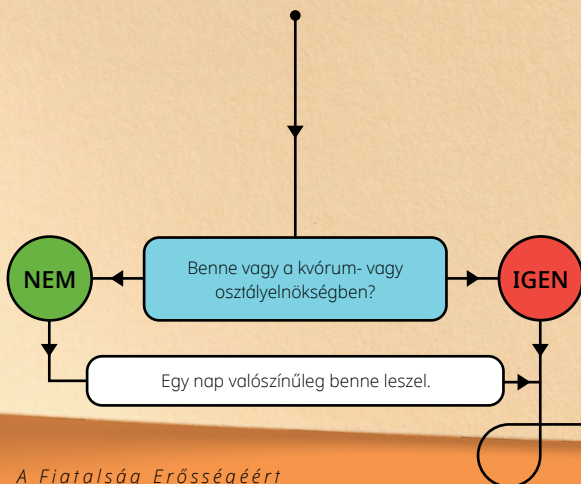 Benne vagy a kvórum- vagy
osztályelnökségben?
NEM
IGEN
Egy nap valószínűleg benne leszel.
A Fiatalság Erősségéért